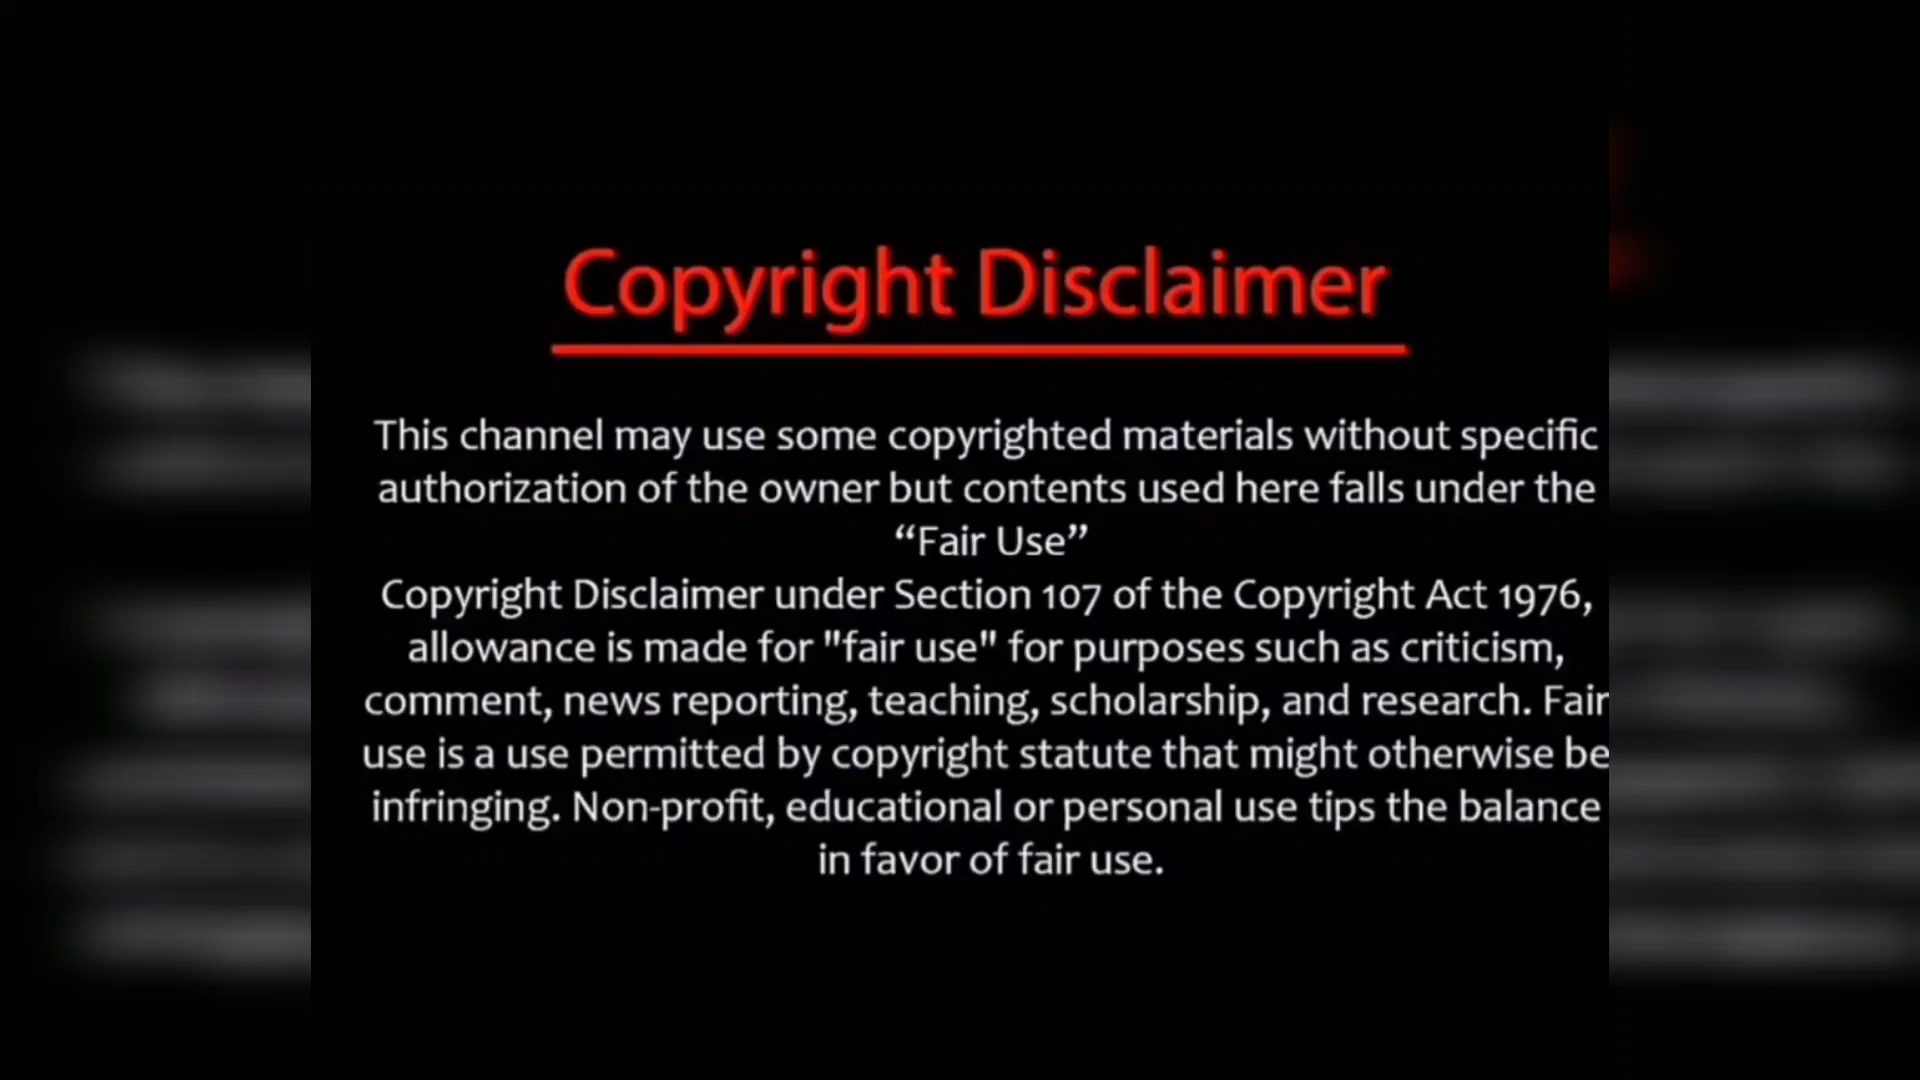 Copyright Disclaimer
This channel may use some copyrighted materials without specific
authorization of the owner but contents used here falls under the
“Fair Use”
Copyright Disclaimer under Section 107 of the Copyright Act 1976,
allowance is made for "fair use" for purposes such as criticism,
comment, news reporting, teaching, scholarship, and research. Fair
use is a use permitted by copyright statute that might otherwise be
infringing. Non-profit, educational or personal use tips the balance
in favor of fair use.